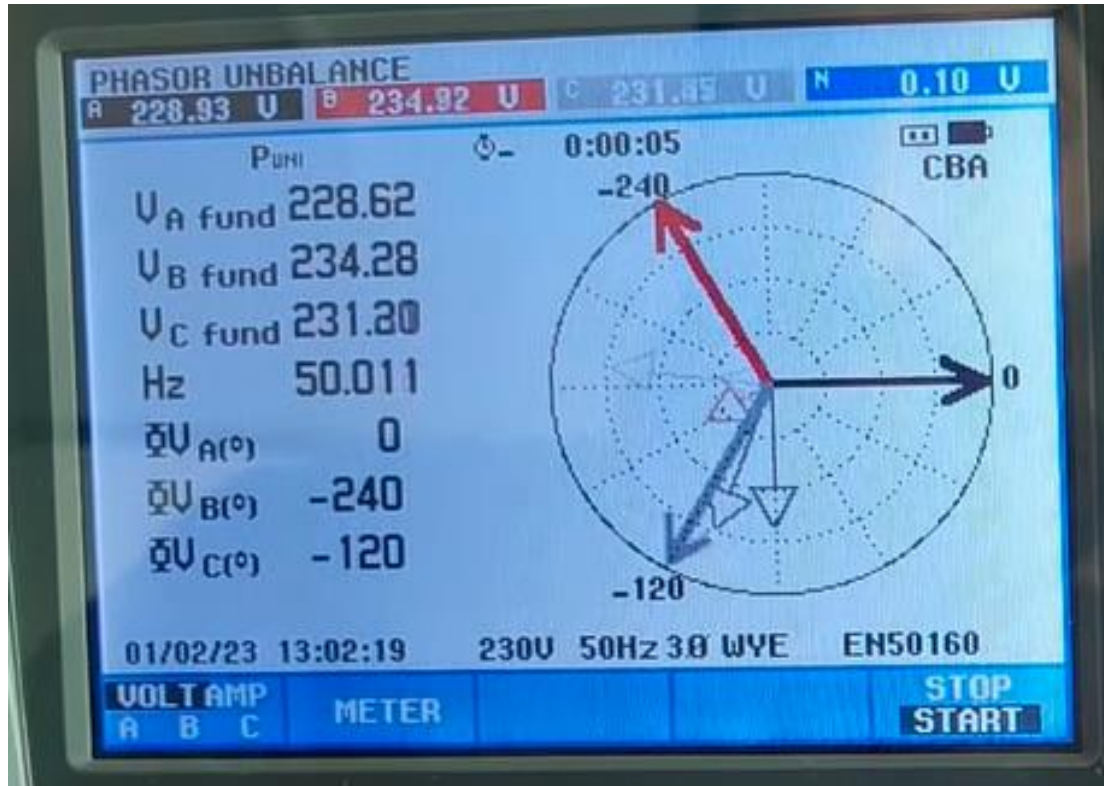 PHASOR UNBALANCE
A 228.93 V B 234.92 V C 231.85 V N 0.10 V
PUNI 0:00:05
CBA
-240
VA fund 228.62
VB fund 234.28
VC fund 231.20
Hz 50.011
0
ΦVA(°) 0
ΦVB(°) -240
ΦVC(°) -120
-120
01/02/23 13:02:19 230V 50Hz 3Ø WYE EN50160
VOLT AMP
A B C
METER
STOP
START